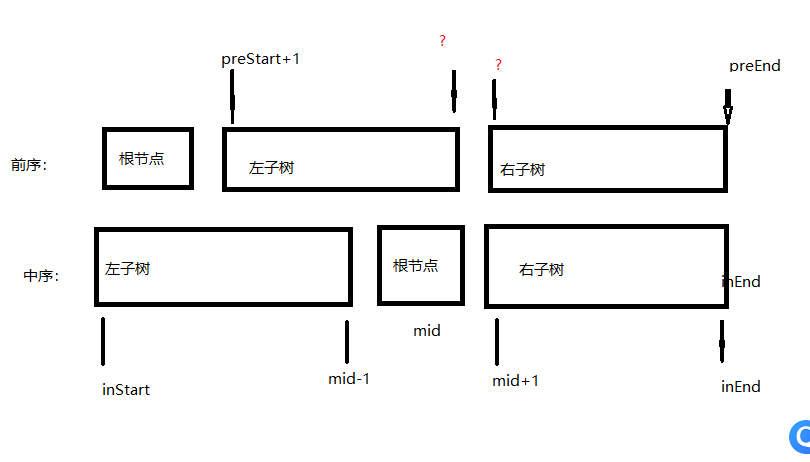 ?
preStart+1
?
preEnd
前序：
根节点
左子树
右子树
中序：
左子树
根节点
右子树
inEnd
mid
inStart
mid-1
mid+1
inEnd